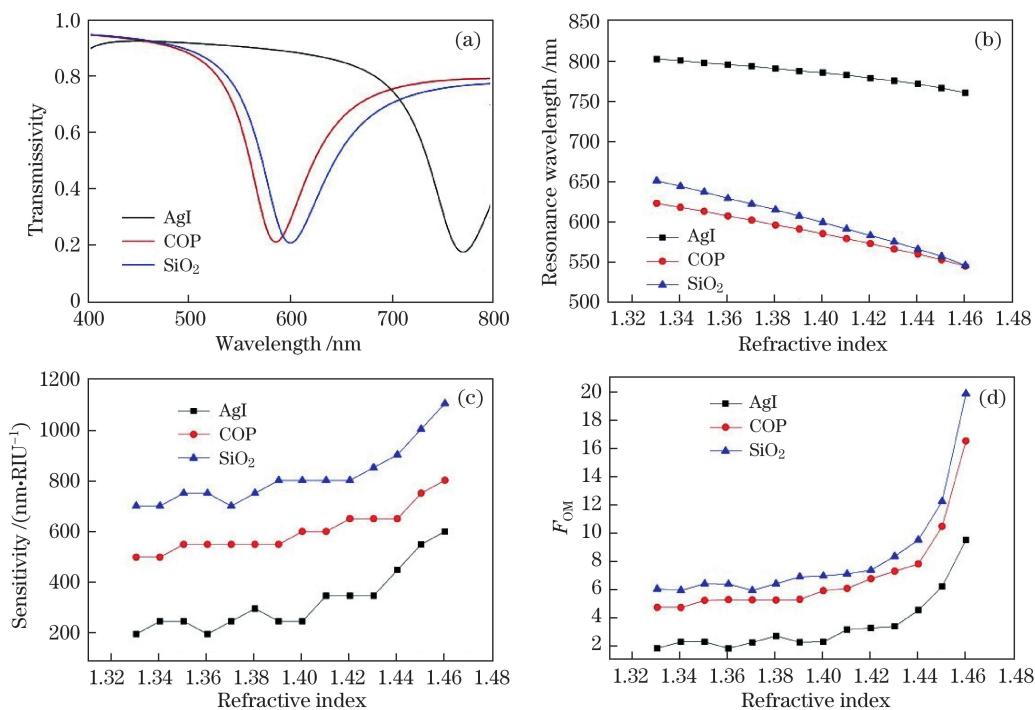 (a)
1.0
0.8
0.6
0.4
0.2
0
Transmissivity
AgI
COP
SiO₂
400 500 600 700 800
Wavelength /nm
(b)
850
800
750
700
650
600
550
500
Resonance wavelength /nm
AgI
COP
SiO₂
1.32 1.34 1.36 1.38 1.40 1.42 1.44 1.46 1.48
Refractive index
(c)
1200
1000
800
600
400
200
Sensitivity /(nm•RIU⁻¹)
AgI
COP
SiO₂
1.32 1.34 1.36 1.38 1.40 1.42 1.44 1.46 1.48
Refractive index
(d)
20
18
16
14
12
10
8
6
4
2
F_OM
AgI
COP
SiO₂
1.32 1.34 1.36 1.38 1.40 1.42 1.44 1.46 1.48
Refractive index